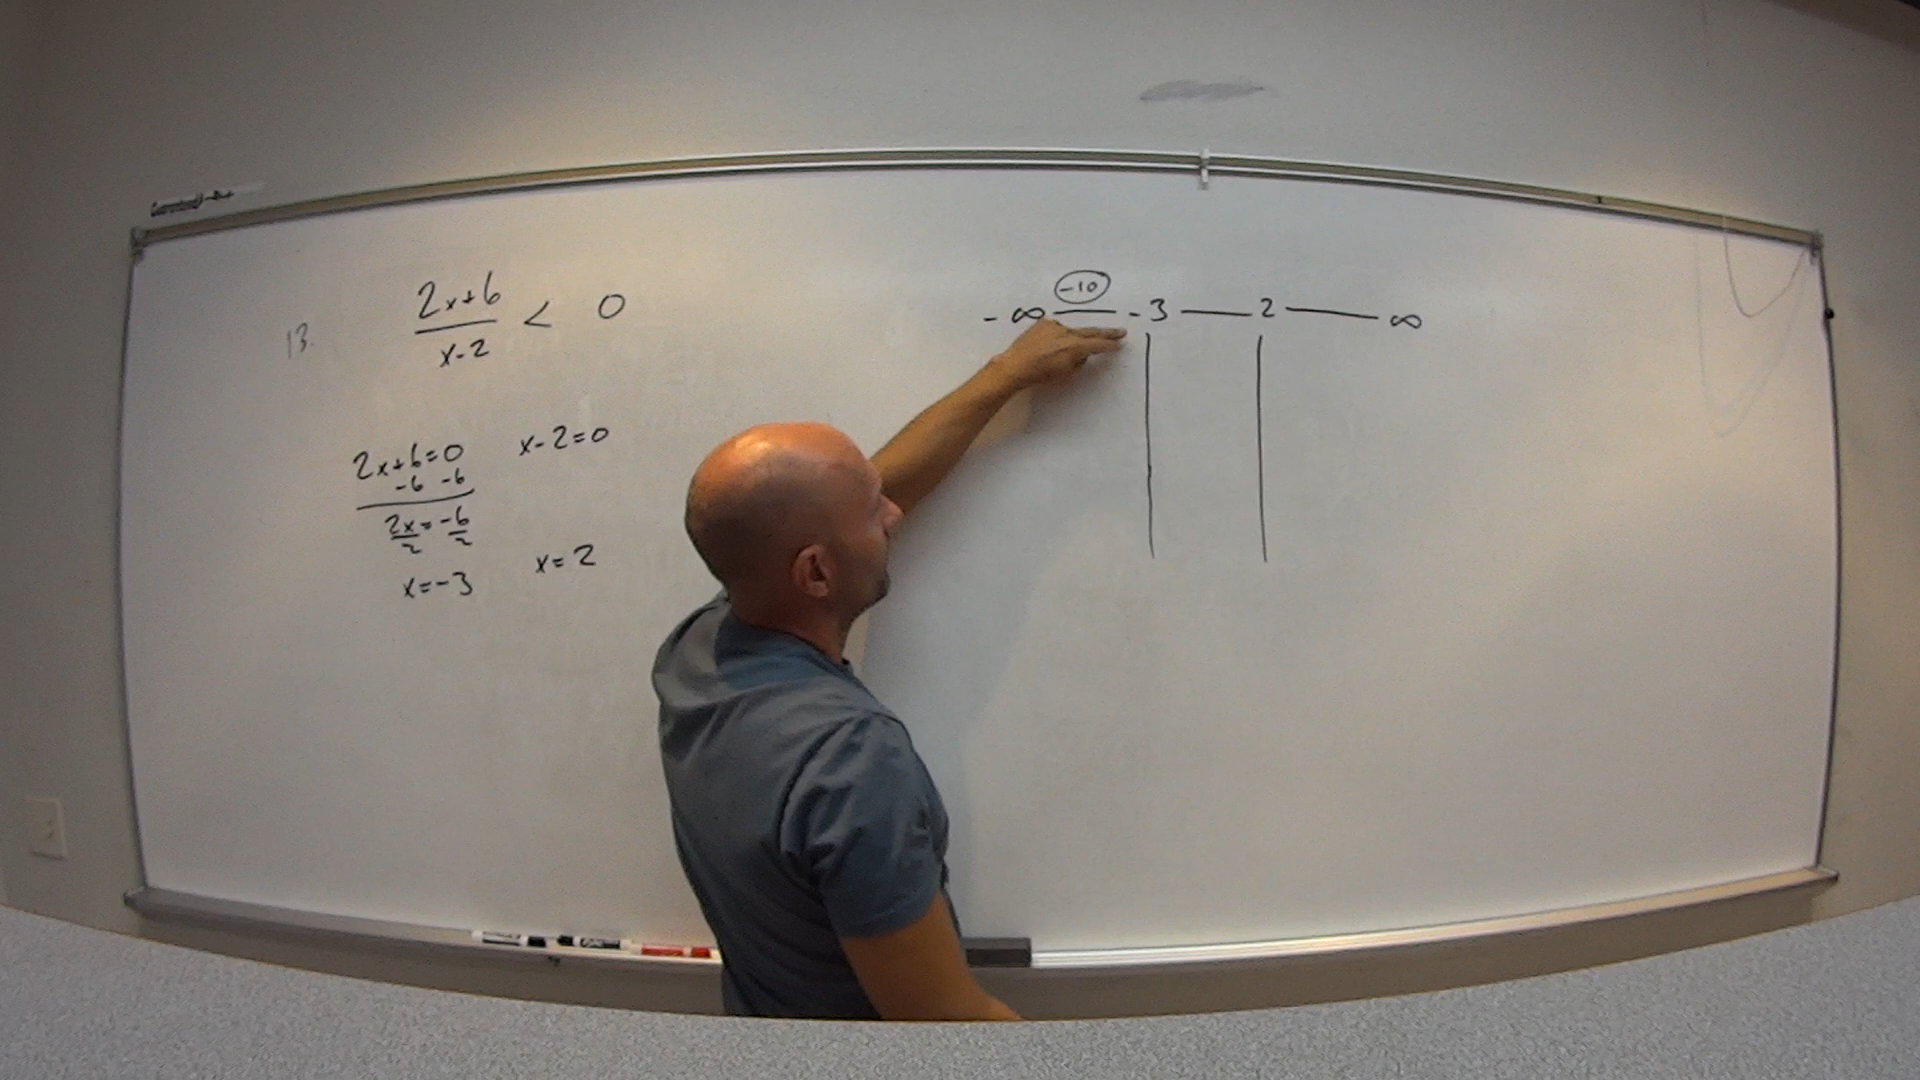 13.
2x+6 < 0
x-2
2x+6=0 x-2=0
-6 -6
2x = -6
2 2
x=-3 x=2
-10
-∞ -3 2 ∞